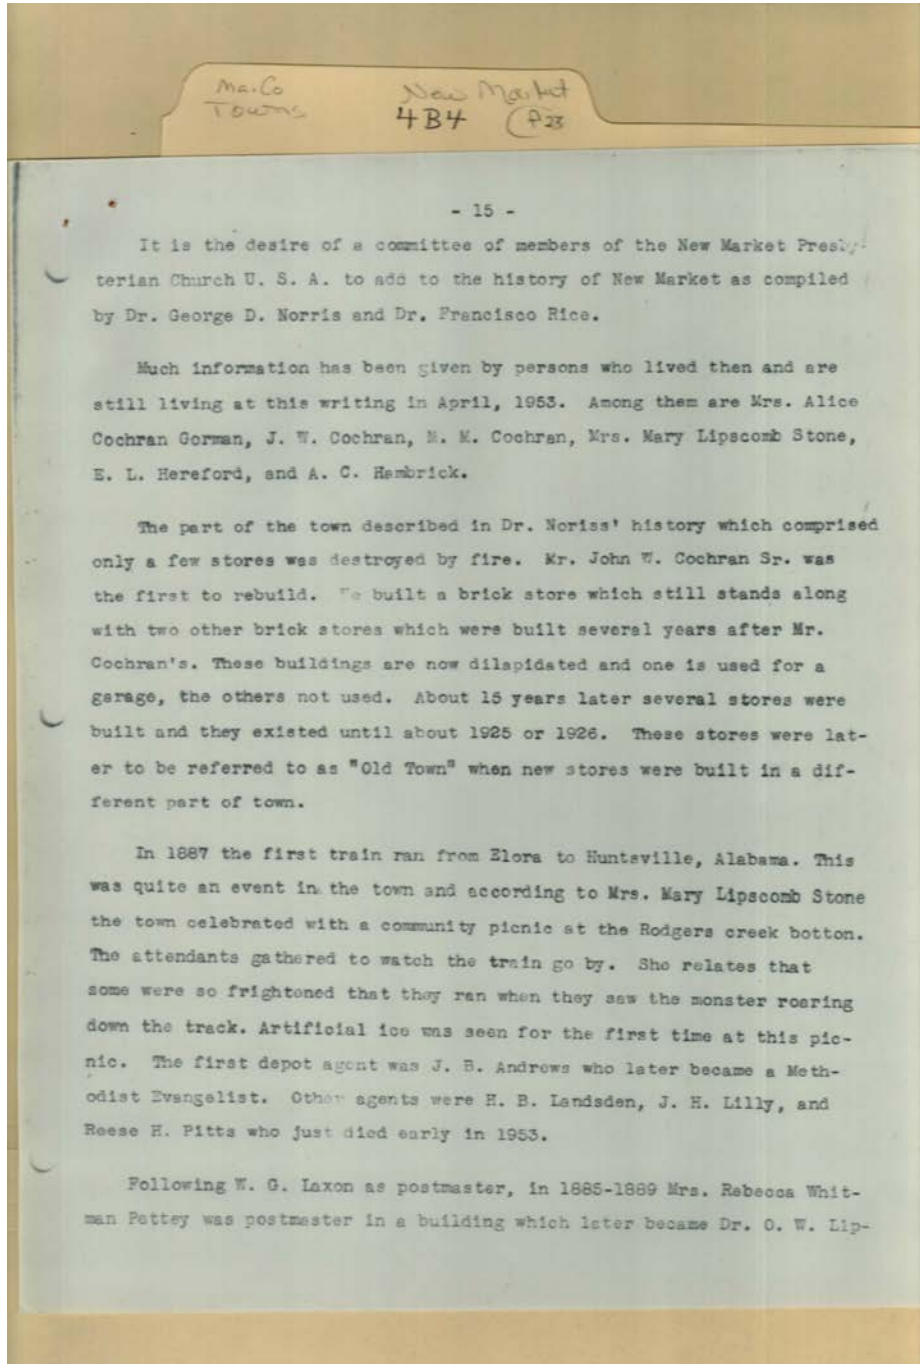 Ma. Co
Towns
New Market
4B4 (P23
- 15 -
It is the desire of a committee of members of the New Market Presby-
terian Church U. S. A. to add to the history of New Market as compiled
by Dr. George D. Norris and Dr. Francisco Rice.
Much information has been given by persons who lived then and are
still living at this writing in April, 1953. Among them are Mrs. Alice
Cochran Gorman, J. W. Cochran, M. Cochran, Mrs. Mary Lipscomb Stone,
E. L. Hereford, and A. C. Hambrick.
The part of the town described in Dr. Noriss' history which comprised
only a few stores was destroyed by fire. Mr. John W. Cochran Sr. was
the first to rebuild. He built a brick store which still stands along
with two other brick stores which were built several years after Mr.
Cochran's. These buildings are now dilapidated and one is used for a
garage, the others not used. About 15 years later several stores were
built and they existed until about 1925 or 1926. These stores were lat-
er to be referred to as "Old Town" when new stores were built in a dif-
ferent part of town.
In 1887 the first train ran from Elora to Huntsville, Alabama. This
was quite an event in the town and according to Mrs. Mary Lipscomb Stone
the town celebrated with a community picnic at the Rodgers creek botton.
The attendants gathered to watch the train go by. She relates that
some were so frightened that they ran when they saw the monster roaring
down the track. Artificial ice was seen for the first time at this pic-
nic. The first depot agent was J. B. Andrews who later became a Meth-
odist Evangelist. Other agents were H. B. Landsden, J. H. Lilly, and
Reese H. Pitts who just died early in 1953.
Following W. G. Laxon as postmaster, in 1885-1889 Mrs. Rebecca Whit-
man Pettey was postmaster in a building which later became Dr. O. W. Lip-